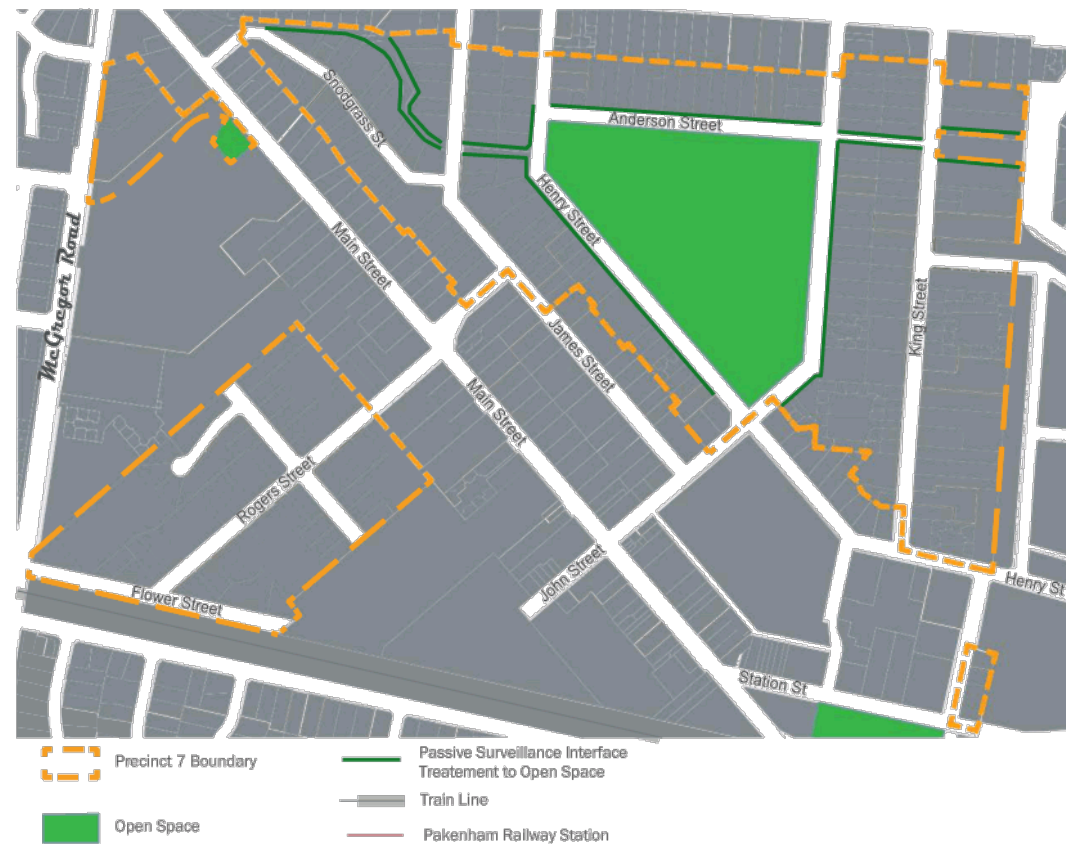 Snodgrass St
Anderson Street
Henry Street
Main Street
McGregor Road
King Street
James Street
Main Street
Rogers Street
John Street
Henry St
Flower Street
Station St
Precinct 7 Boundary
Passive Surveillance Interface
Treatement to Open Space
Train Line
Open Space
Pakenham Railway Station